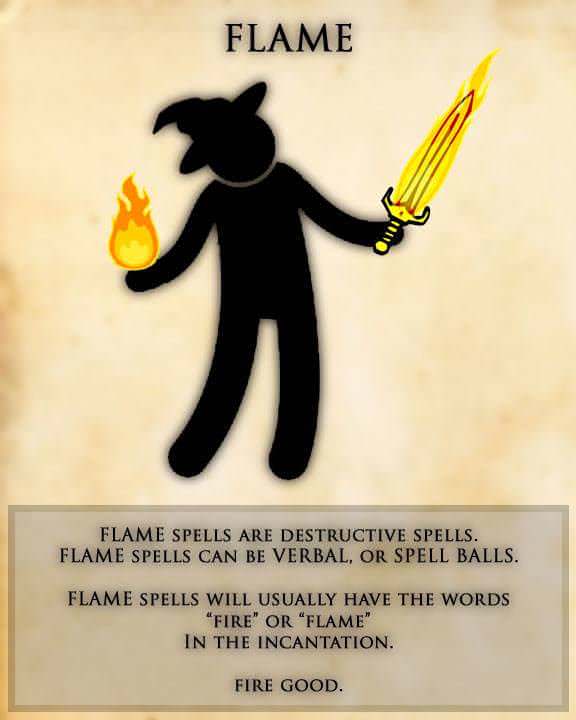 FLAME
FLAME SPELLS ARE DESTRUCTIVE SPELLS.
FLAME SPELLS CAN BE VERBAL, OR SPELL BALLS.
FLAME SPELLS WILL USUALLY HAVE THE WORDS
"FIRE" OR "FLAME"
IN THE INCANTATION.
FIRE GOOD.